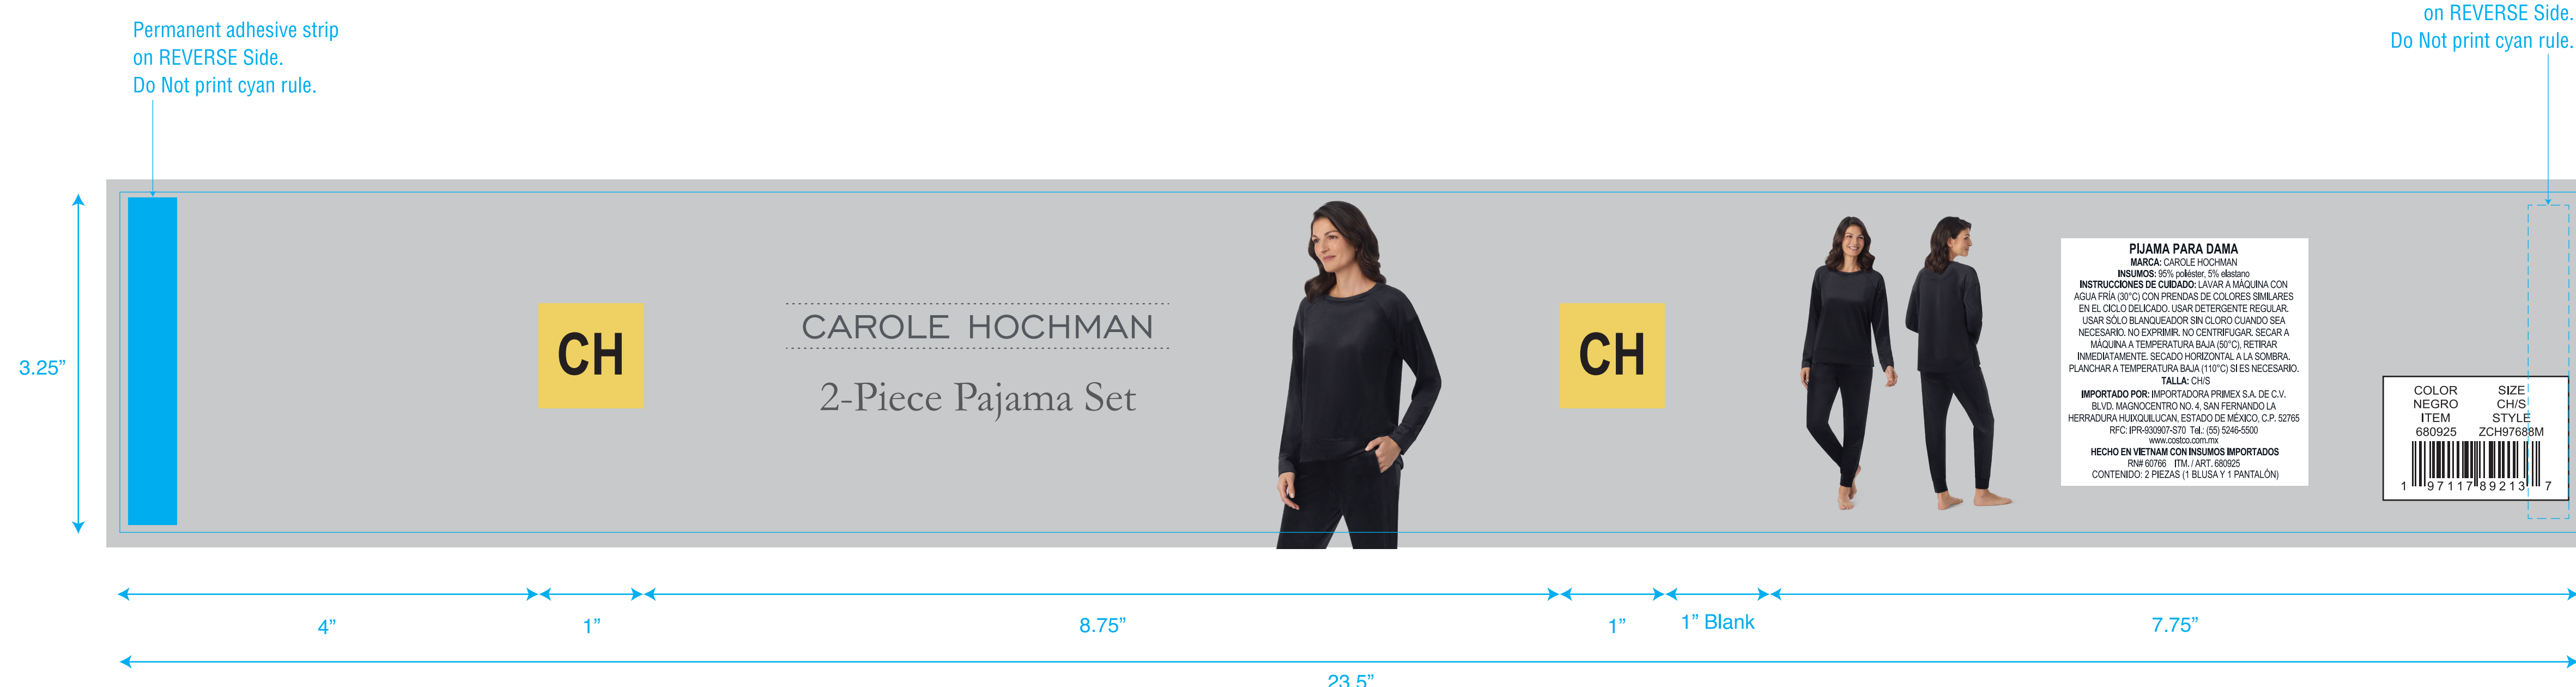 Permanent adhesive strip
on REVERSE Side.
Do Not print cyan rule.
on REVERSE Side.
Do Not print cyan rule.
3.25”
CH
CAROLE HOCHMAN
2-Piece Pajama Set
CH
PIJAMA PARA DAMA
MARCA: CAROLE HOCHMAN
INSUMOS: 95% poliéster, 5% elastano
INSTRUCCIONES DE CUIDADO: LAVAR A MÁQUINA CON
AGUA FRÍA (30°C) CON PRENDAS DE COLORES SIMILARES
EN EL CICLO DELICADO. USAR DETERGENTE REGULAR.
USAR SÓLO BLANQUEADOR SIN CLORO CUANDO SEA
NECESARIO. NO EXPRIMIR. NO CENTRIFUGAR. SECAR A
MÁQUINA A TEMPERATURA BAJA (50°C), RETIRAR
INMEDIATAMENTE. SECADO HORIZONTAL A LA SOMBRA.
PLANCHAR A TEMPERATURA BAJA (110°C) SI ES NECESARIO.
TALLA: CH/S
IMPORTADO POR: IMPORTADORA PRIMEX S.A. DE C.V.
BLVD. MAGNOCENTRO NO. 4, SAN FERNANDO LA
HERRADURA HUIXQUILUCAN, ESTADO DE MÉXICO, C.P. 52765
RFC: IPR-930907-S70 Tel.: (55) 5246-5500
www.costco.com.mx
HECHO EN VIETNAM CON INSUMOS IMPORTADOS
RN# 60766 ITM. / ART. 680925
CONTENIDO: 2 PIEZAS (1 BLUSA Y 1 PANTALÓN)
COLOR SIZE
NEGRO CH/S
ITEM STYLE
680925 ZCH97688M
1 97117 89213 7
4” 1” 8.75” 1” 1” Blank 7.75”
23.5”